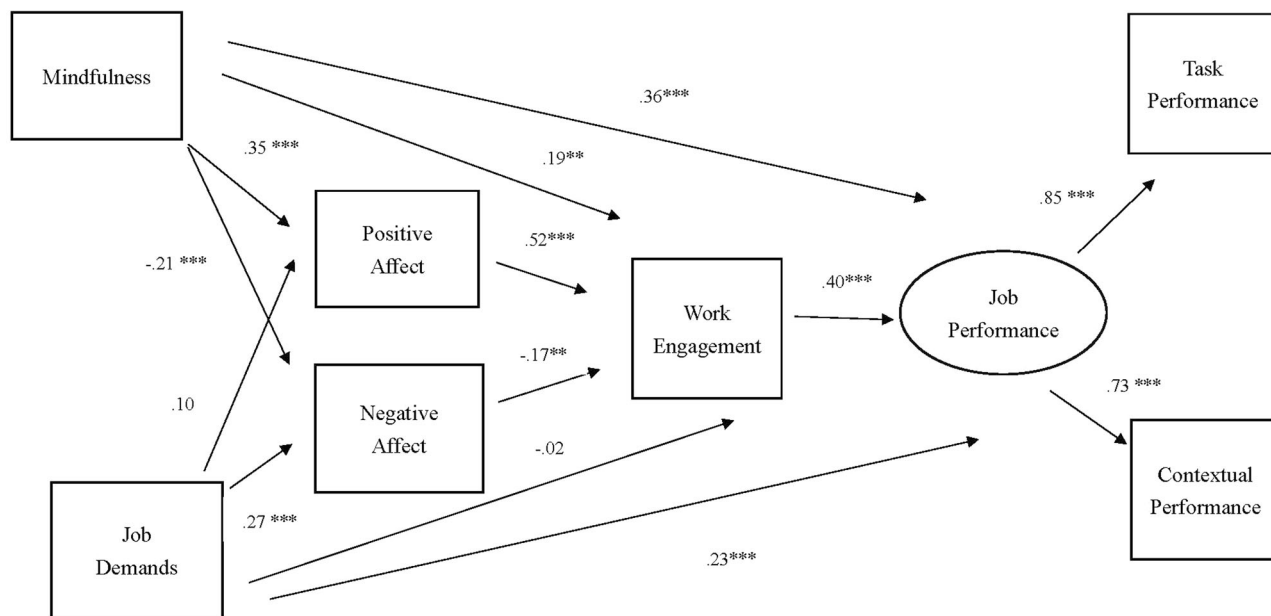 Mindfulness
Task
Performance
.36***
.35 ***
.19**
.85 ***
Positive
Affect
.52***
-.21 ***
Work
Engagement
.40***
Job
Performance
-.17**
.73 ***
.10
Negative
Affect
-.02
Contextual
Performance
Job
Demands
.27 ***
.23***